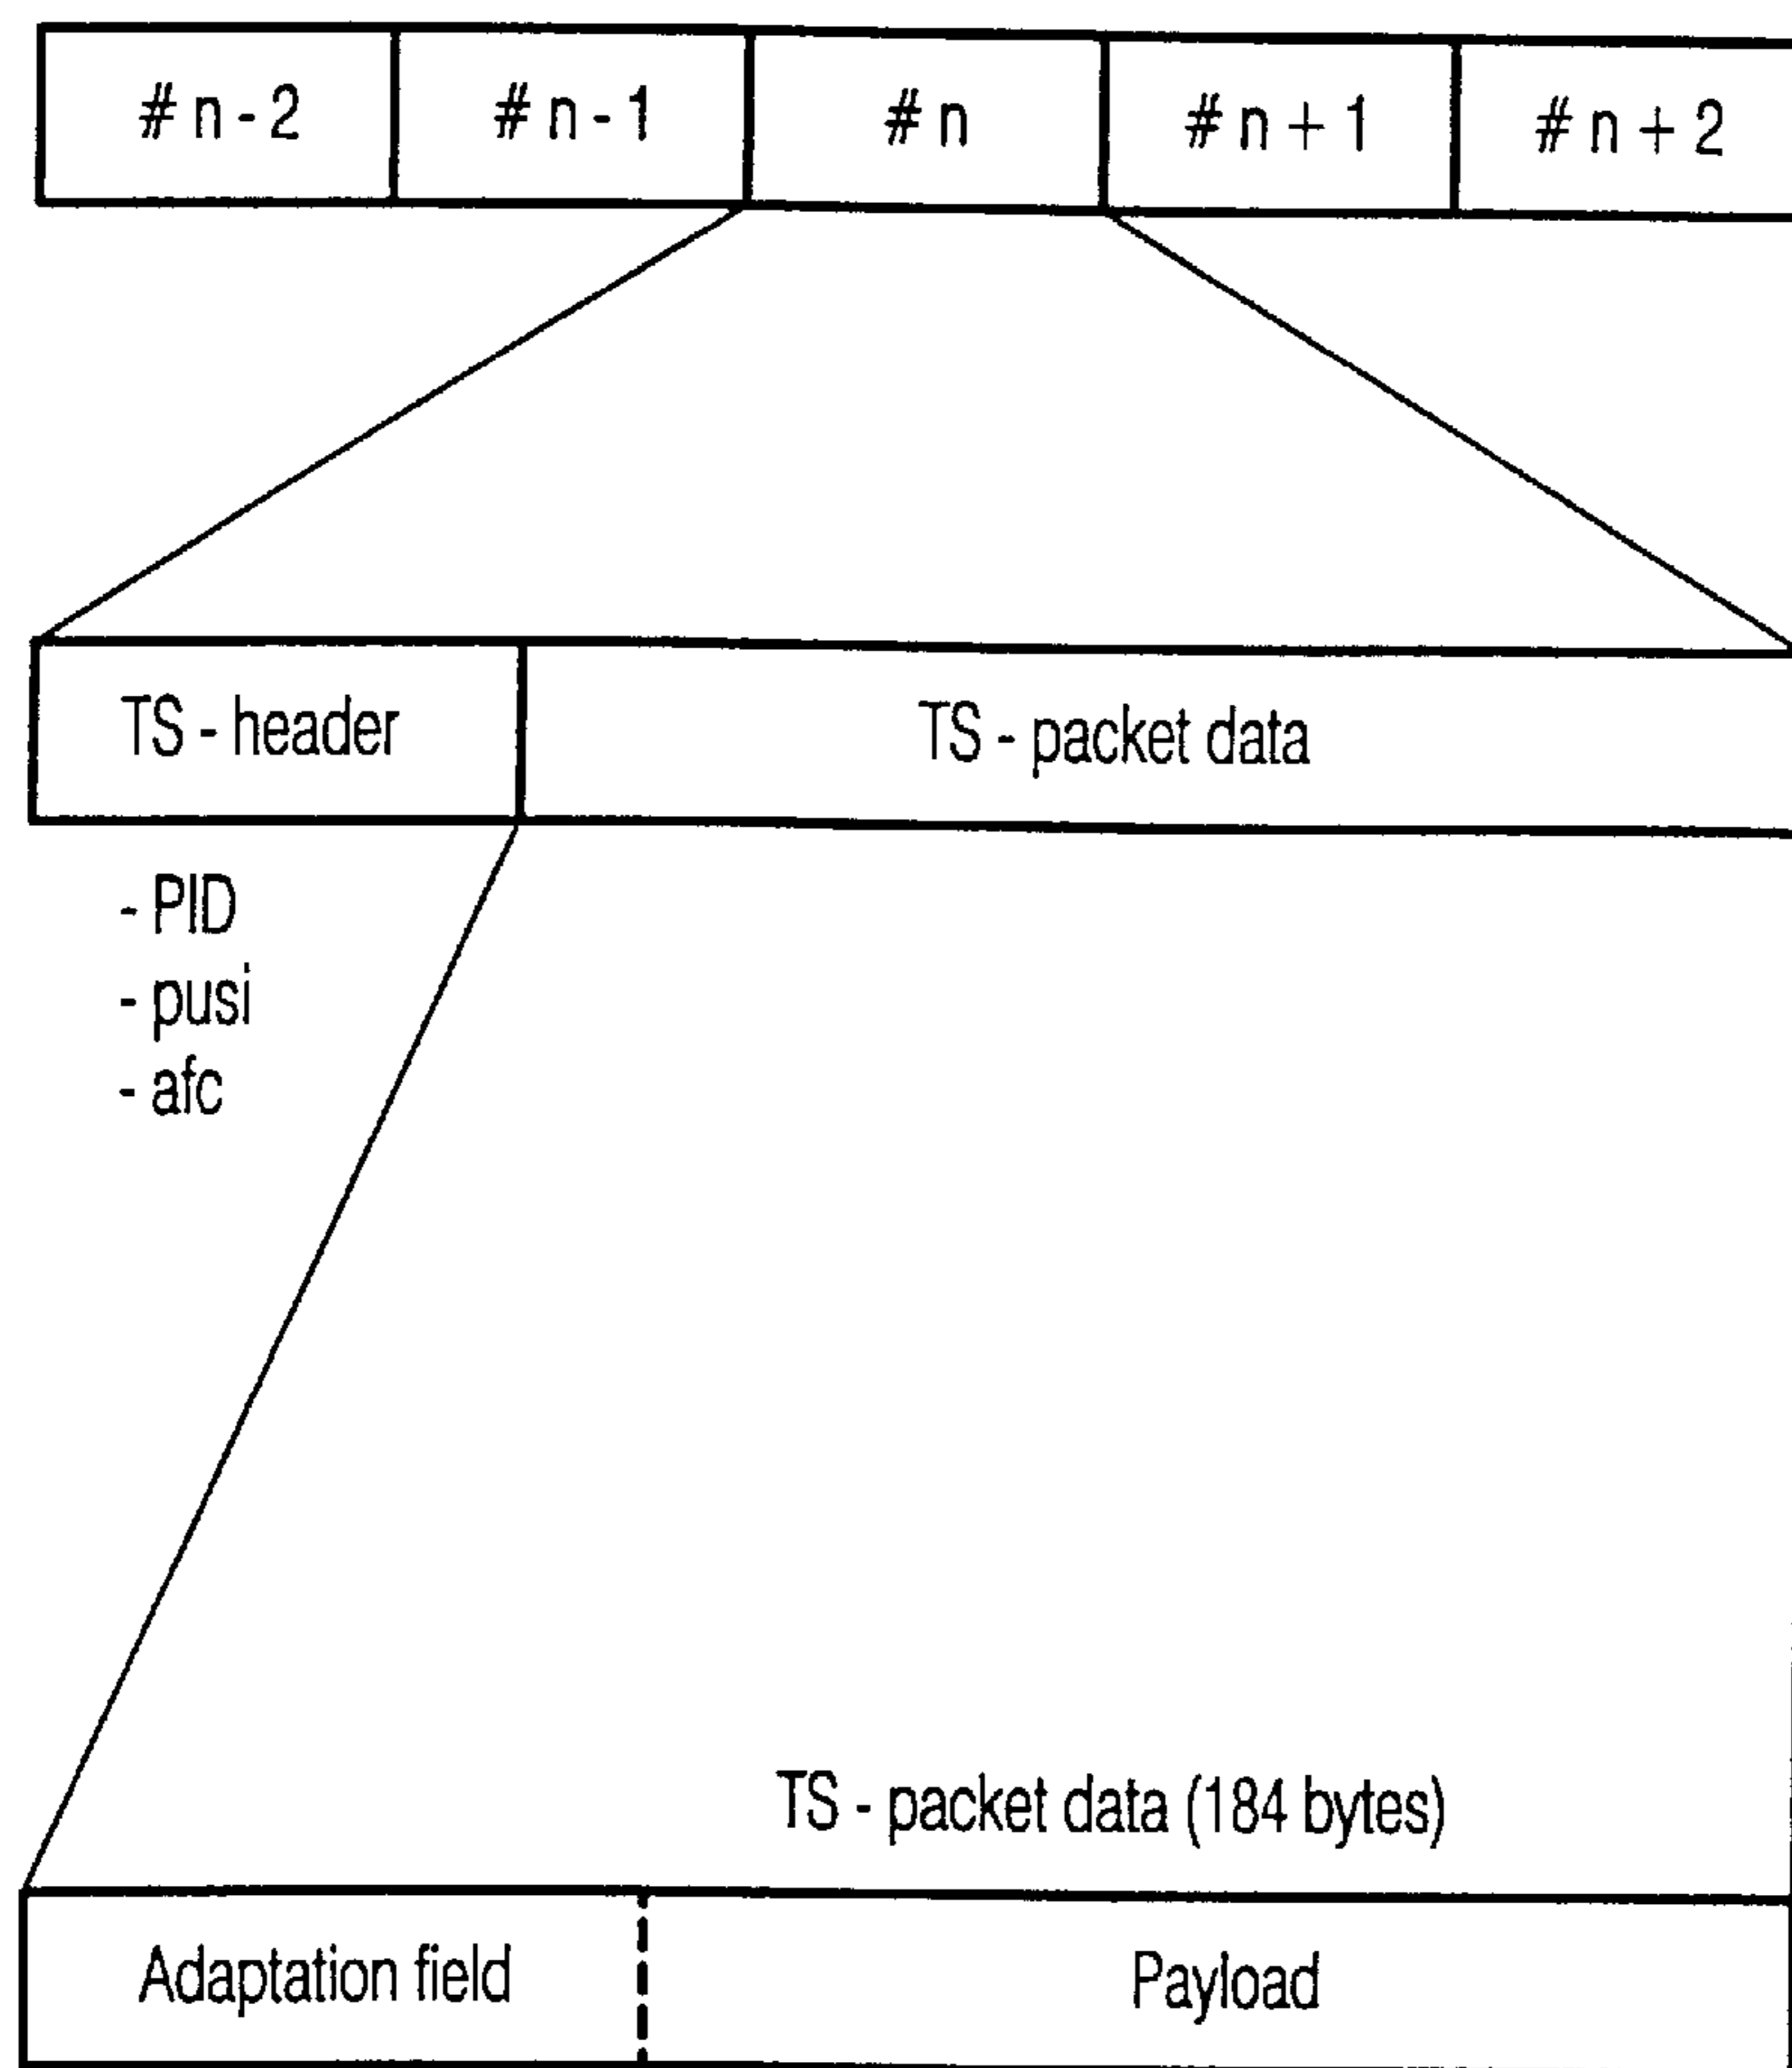 # n - 2 # n - 1 # n # n + 1 # n + 2
TS - header TS - packet data
- PID
- pusi
- afc
TS - packet data (184 bytes)
Adaptation field Payload